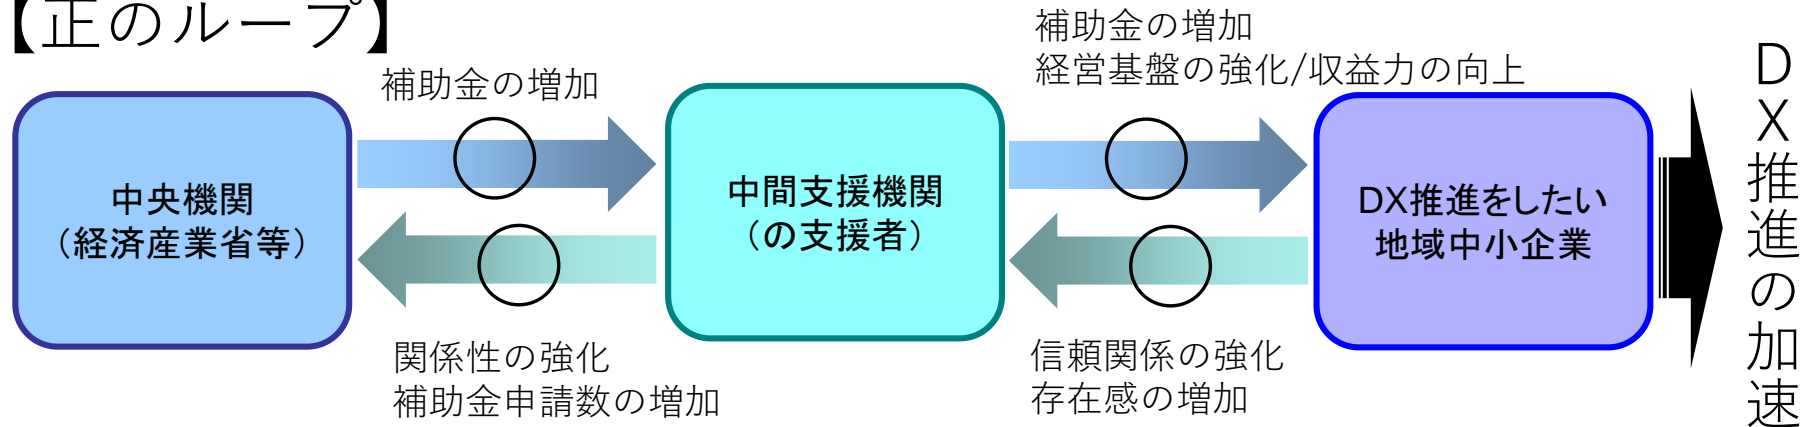 【正のループ】
補助金の増加
補助金の増加
経営基盤の強化/収益力の向上
中央機関
（経済産業省等）
中間支援機関
（の支援者）
DX推進をしたい
地域中小企業
関係性の強化
補助金申請数の増加
信頼関係の強化
存在感の増加
DX推進の加速